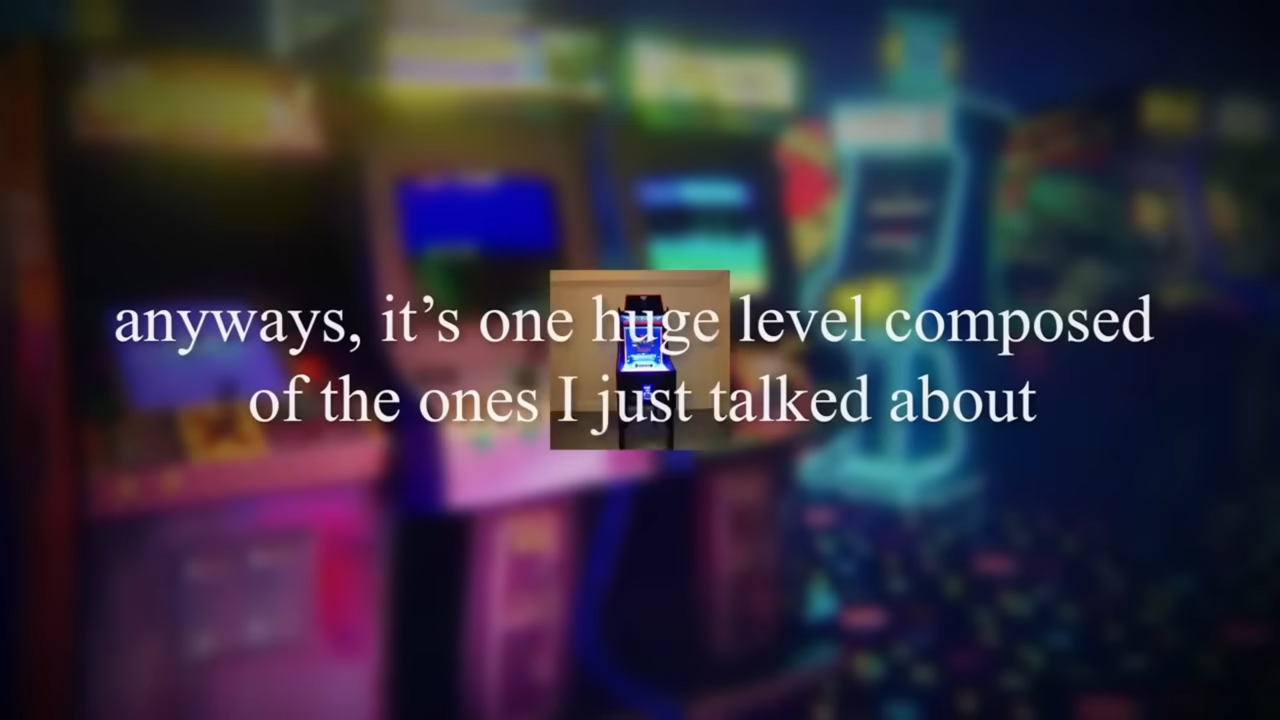 anyways, it’s one huge level composed
of the ones I just talked about